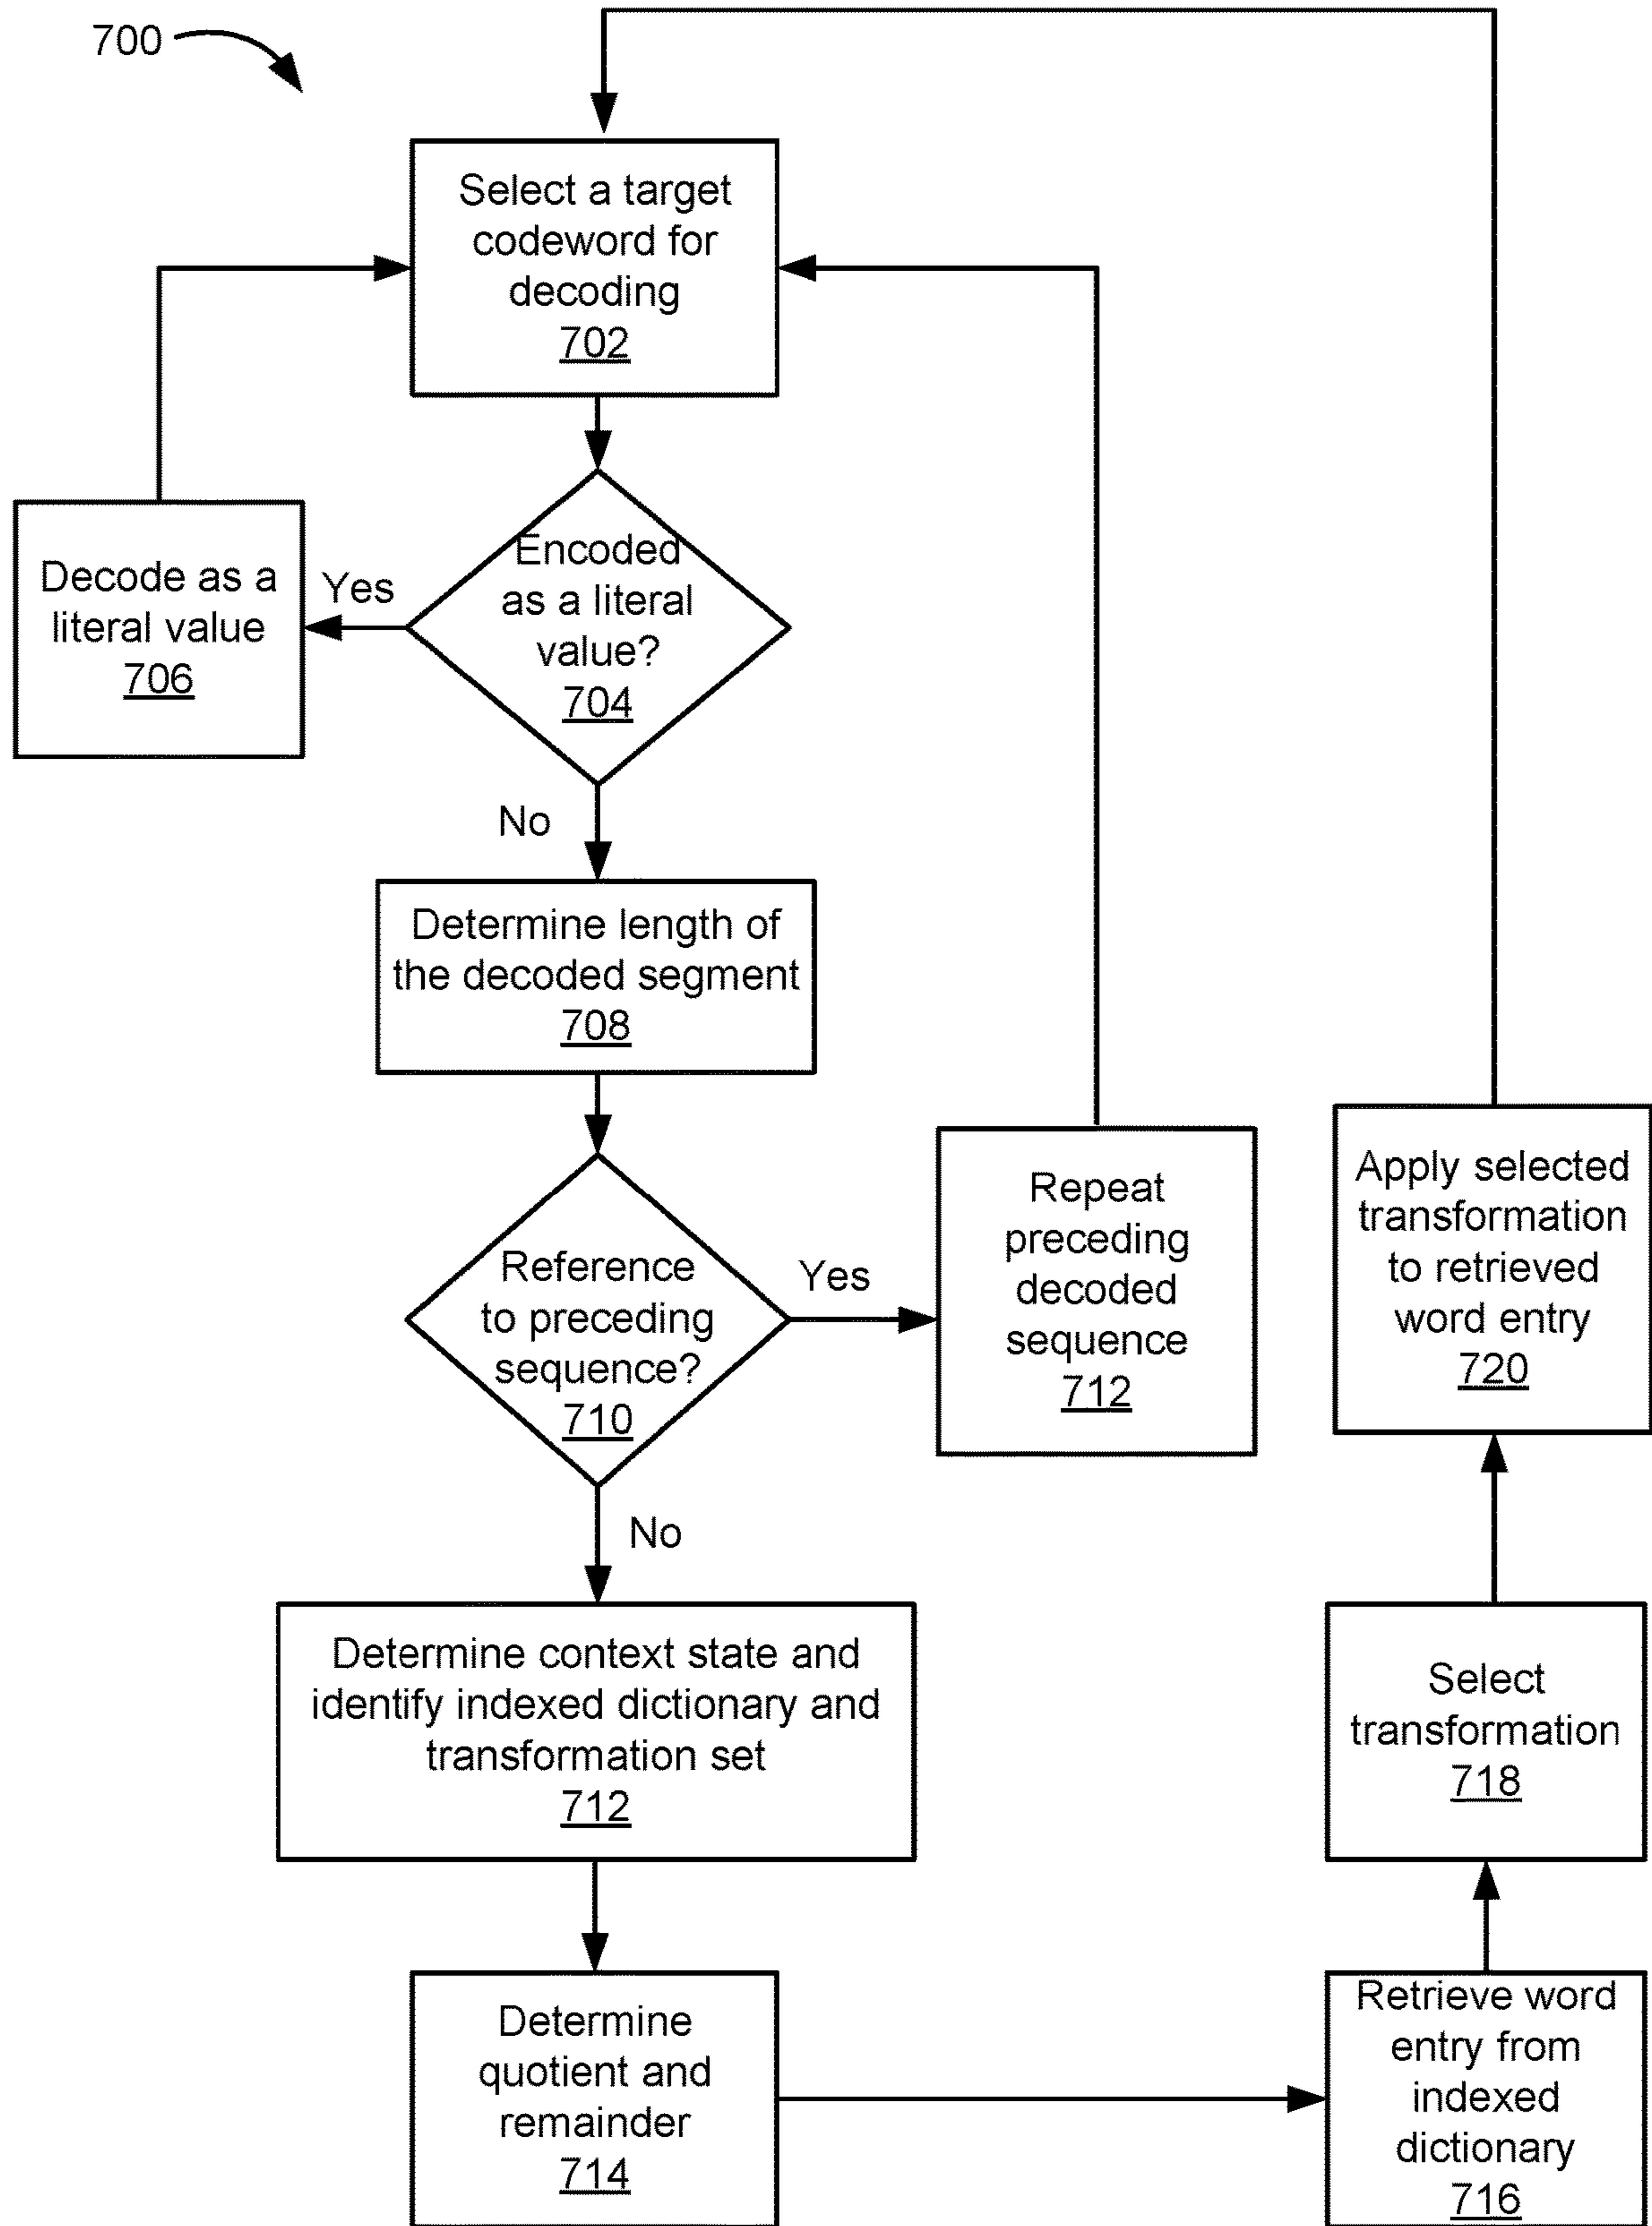 700
Select a target
codeword for
decoding
702
Encoded
as a literal
value?
704
Yes
Decode as a
literal value
706
No
Determine length of
the decoded segment
708
Reference
to preceding
sequence?
710
Yes
Repeat
preceding
decoded
sequence
712
No
Determine context state and
identify indexed dictionary and
transformation set
712
Determine
quotient and
remainder
714
Retrieve word
entry from
indexed
dictionary
716
Select
transformation
718
Apply selected
transformation
to retrieved
word entry
720